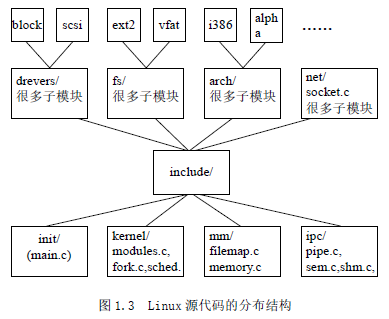 block scsi ext2 vfat i386 alph
a
……
drevers/ fs/ arch/ net/
很多子模块 很多子模块 很多子模块 socket.c
很多子模块
include/
init/ kernel/ mm/ ipc/
(main.c) modules.c, filemap.c pipe.c,
fork.c,sched. memory.c sem.c,shm.c,
图 1.3 Linux 源代码的分布结构